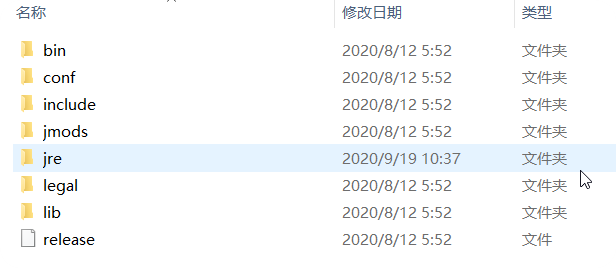 名称 修改日期 类型
bin 2020/8/12 5:52 文件夹
conf 2020/8/12 5:52 文件夹
include 2020/8/12 5:52 文件夹
jmods 2020/8/12 5:52 文件夹
jre 2020/9/19 10:37 文件夹
legal 2020/8/12 5:52 文件夹
lib 2020/8/12 5:52 文件夹
release 2020/8/12 5:52 文件